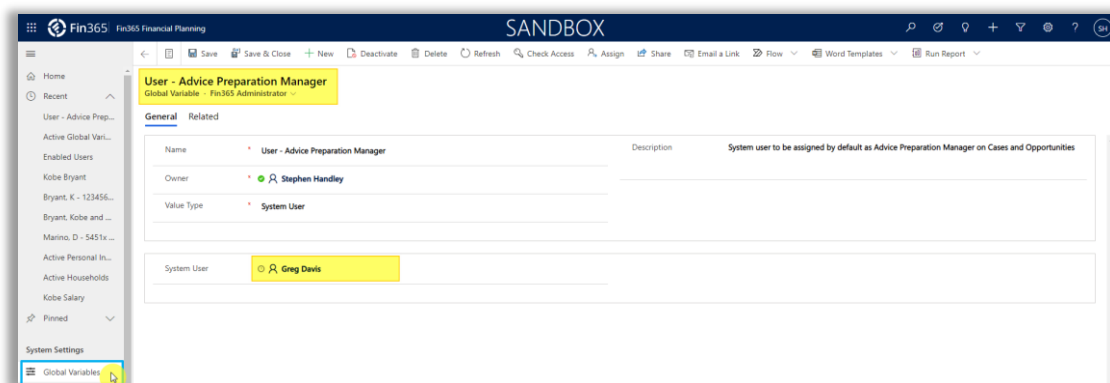 Fin365 Fin365 Financial Planning SANDBOX SH
Save Save & Close New Deactivate Delete Refresh Check Access Assign Share Email a Link Flow Word Templates Run Report
Home
Recent
User - Advice Prep...
Active Global Vari...
Enabled Users
Kobe Bryant
Bryant, K - 123456...
Bryant, Kobe and ...
Marino, D - 5451x ...
Active Personal In...
Active Households
Kobe Salary
Pinned
System Settings
Global Variables
User - Advice Preparation Manager
Global Variable - Fin365 Administrator
General Related
Name * User - Advice Preparation Manager
Description System user to be assigned by default as Advice Preparation Manager on Cases and Opportunities
Owner * Stephen Handley
Value Type * System User
System User Greg Davis